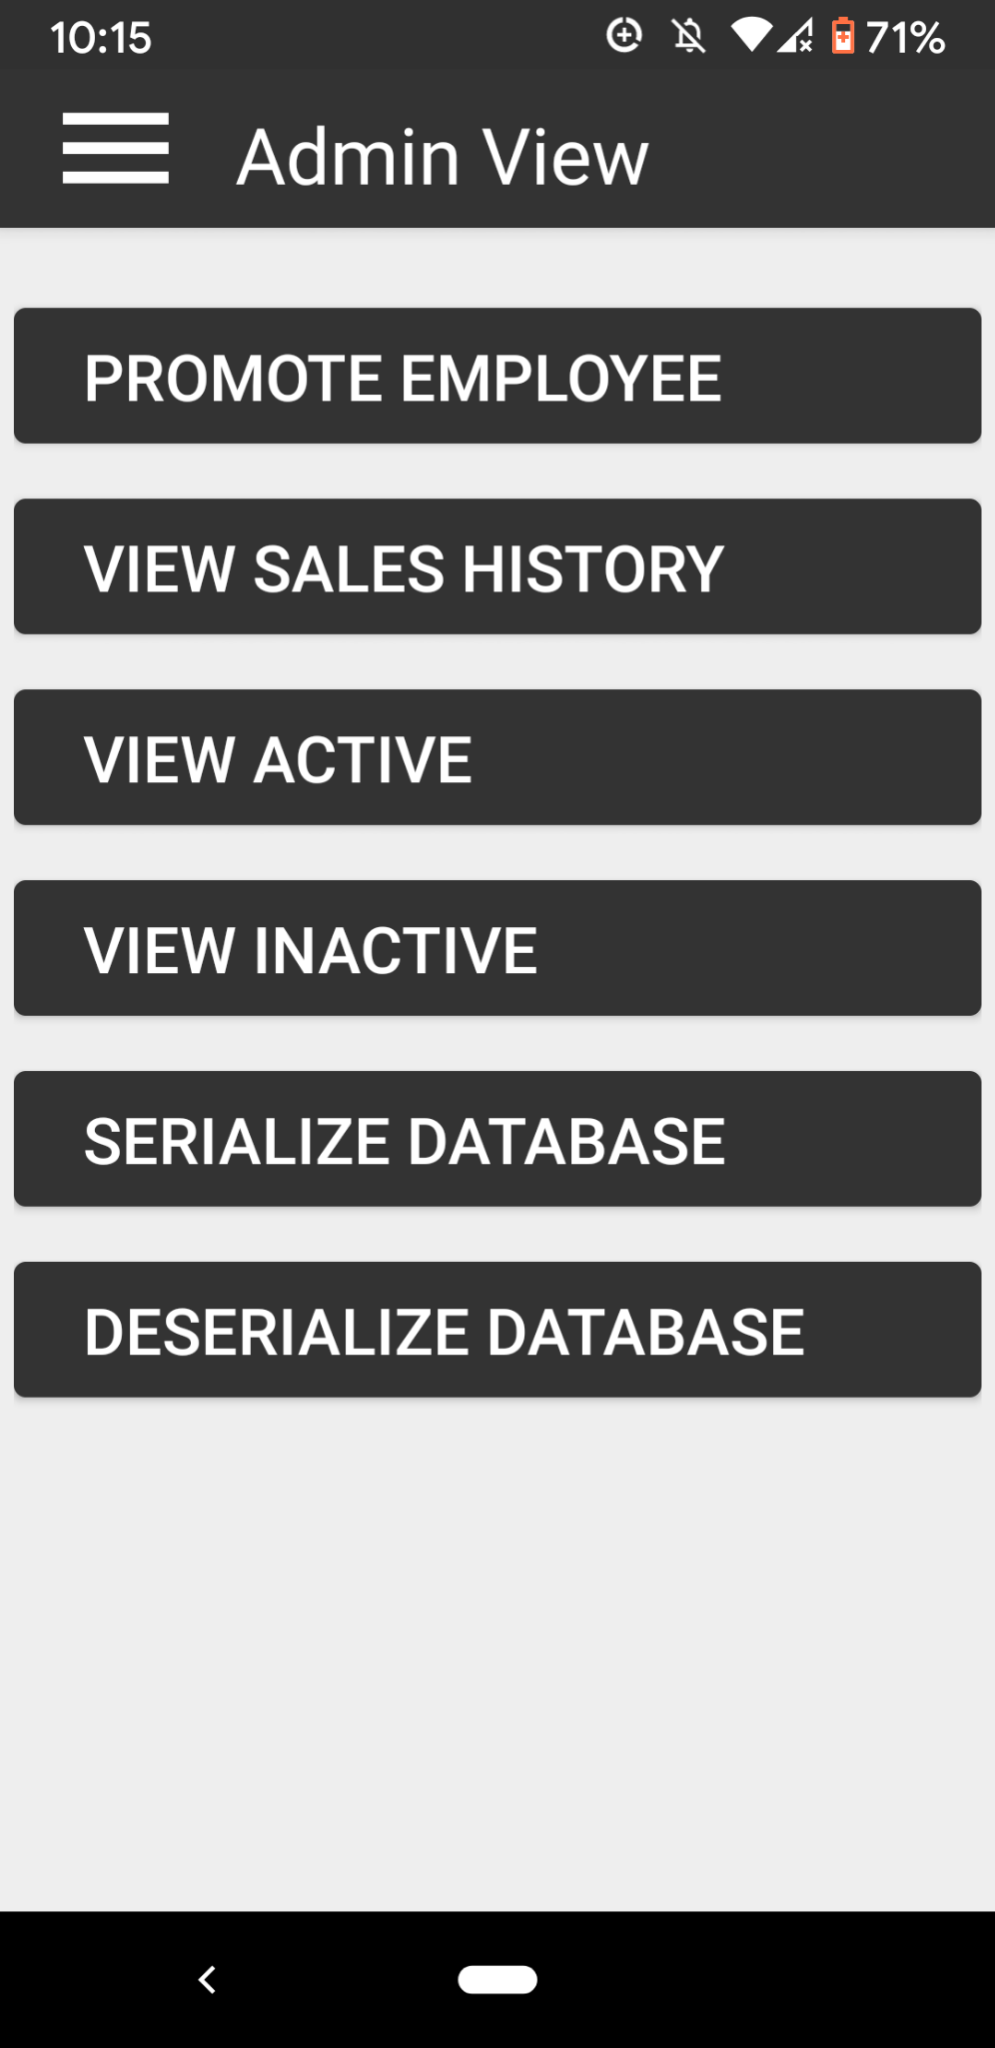 10:15 71%
Admin View
PROMOTE EMPLOYEE
VIEW SALES HISTORY
VIEW ACTIVE
VIEW INACTIVE
SERIALIZE DATABASE
DESERIALIZE DATABASE